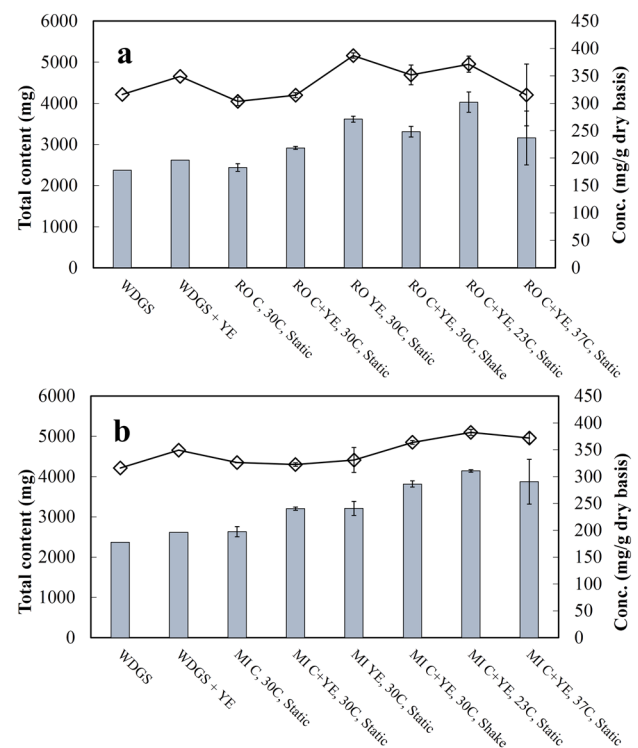 a
Total content (mg)
6000
5000
4000
3000
2000
1000
0
450
400
350
300
250
200
150
100
50
0
Conc. (mg/g dry basis)
WDGS
WDGS + YE
RO C, 30C, Static
RO C+YE, 30C, Static
RO YE, 30C, Static
RO C+YE, 30C, Shake
RO C+YE, 23C, Static
RO C+YE, 37C, Static
b
Total content (mg)
6000
5000
4000
3000
2000
1000
0
450
400
350
300
250
200
150
100
50
0
Conc. (mg/g dry basis)
WDGS
WDGS + YE
MI C, 30C, Static
MI C+YE, 30C, Static
MI YE, 30C, Static
MI C+YE, 30C, Shake
MI C+YE, 23C, Static
MI C+YE, 37C, Static